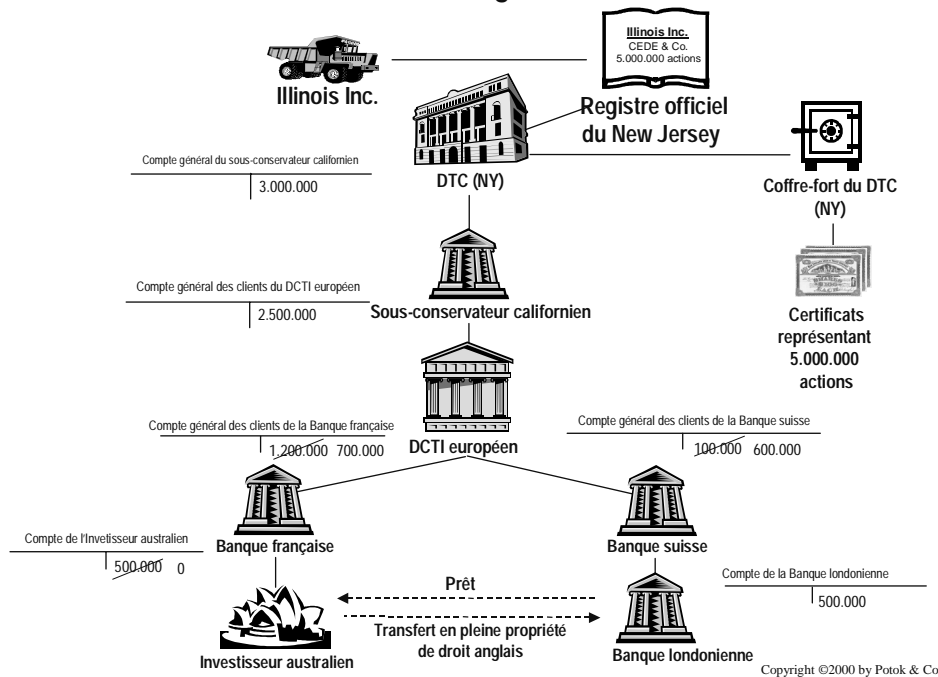 Illinois Inc.
CEDE & Co.
5.000.000 actions
Illinois Inc.
Registre officiel
du New Jersey
Compte général du sous-conservateur californien
3.000.000
DTC (NY)
Coffre-fort du DTC
(NY)
Compte général des clients du DCTI européen
2.500.000
Sous-conservateur californien
Certificats
représentant
5.000.000
actions
Compte général des clients de la Banque française
1.200.000 700.000
DCTI européen
Compte général des clients de la Banque suisse
100.000 600.000
Compte de l'Invetisseur australien
500.000 0
Banque française
Banque suisse
Compte de la Banque londonienne
500.000
Prêt
Transfert en pleine propriété
de droit anglais
Investisseur australien
Banque londonienne
Copyright ©2000 by Potok & Co